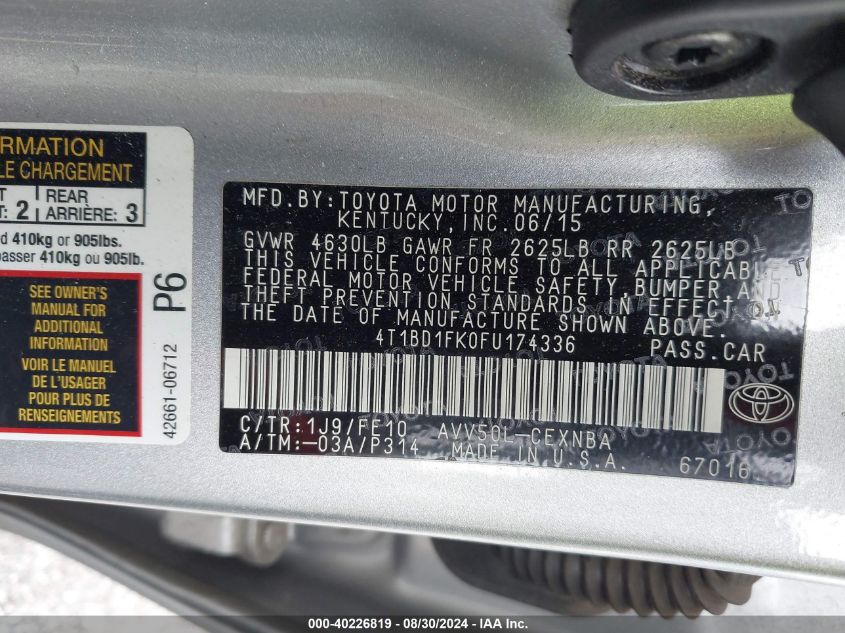 RMATION
LE CHARGEMENT
T: 2
REAR
ARRIÈRE: 3
d 410kg or 905lbs.
passer 410kg ou 905lb.
SEE OWNER'S
MANUAL FOR
ADDITIONAL
INFORMATION
VOIR LE MANUEL
DE L'USAGER
POUR PLUS DE
RENSEIGNEMENTS
P6
42661-06712
MFD.BY:TOYOTA MOTOR MANUFACTURING,
KENTUCKY,INC.06/15
GVWR 4630LB GAWR FR 2625LB RR 2625LB
THIS VEHICLE CONFORMS TO ALL APPLICABLE
FEDERAL MOTOR VEHICLE SAFETY,BUMPER AND
THEFT PREVENTION STANDARDS IN EFFECT ON
THE DATE OF MANUFACTURE SHOWN ABOVE.
4T1BD1FK0FU174336 PASS.CAR
C/TR:1J9/FF10 AVV50L-CEXNBA
A/TM:-03A/P314 MADE IN U.S.A. 67016
000-40226819 - 08/30/2024 - IAA Inc.